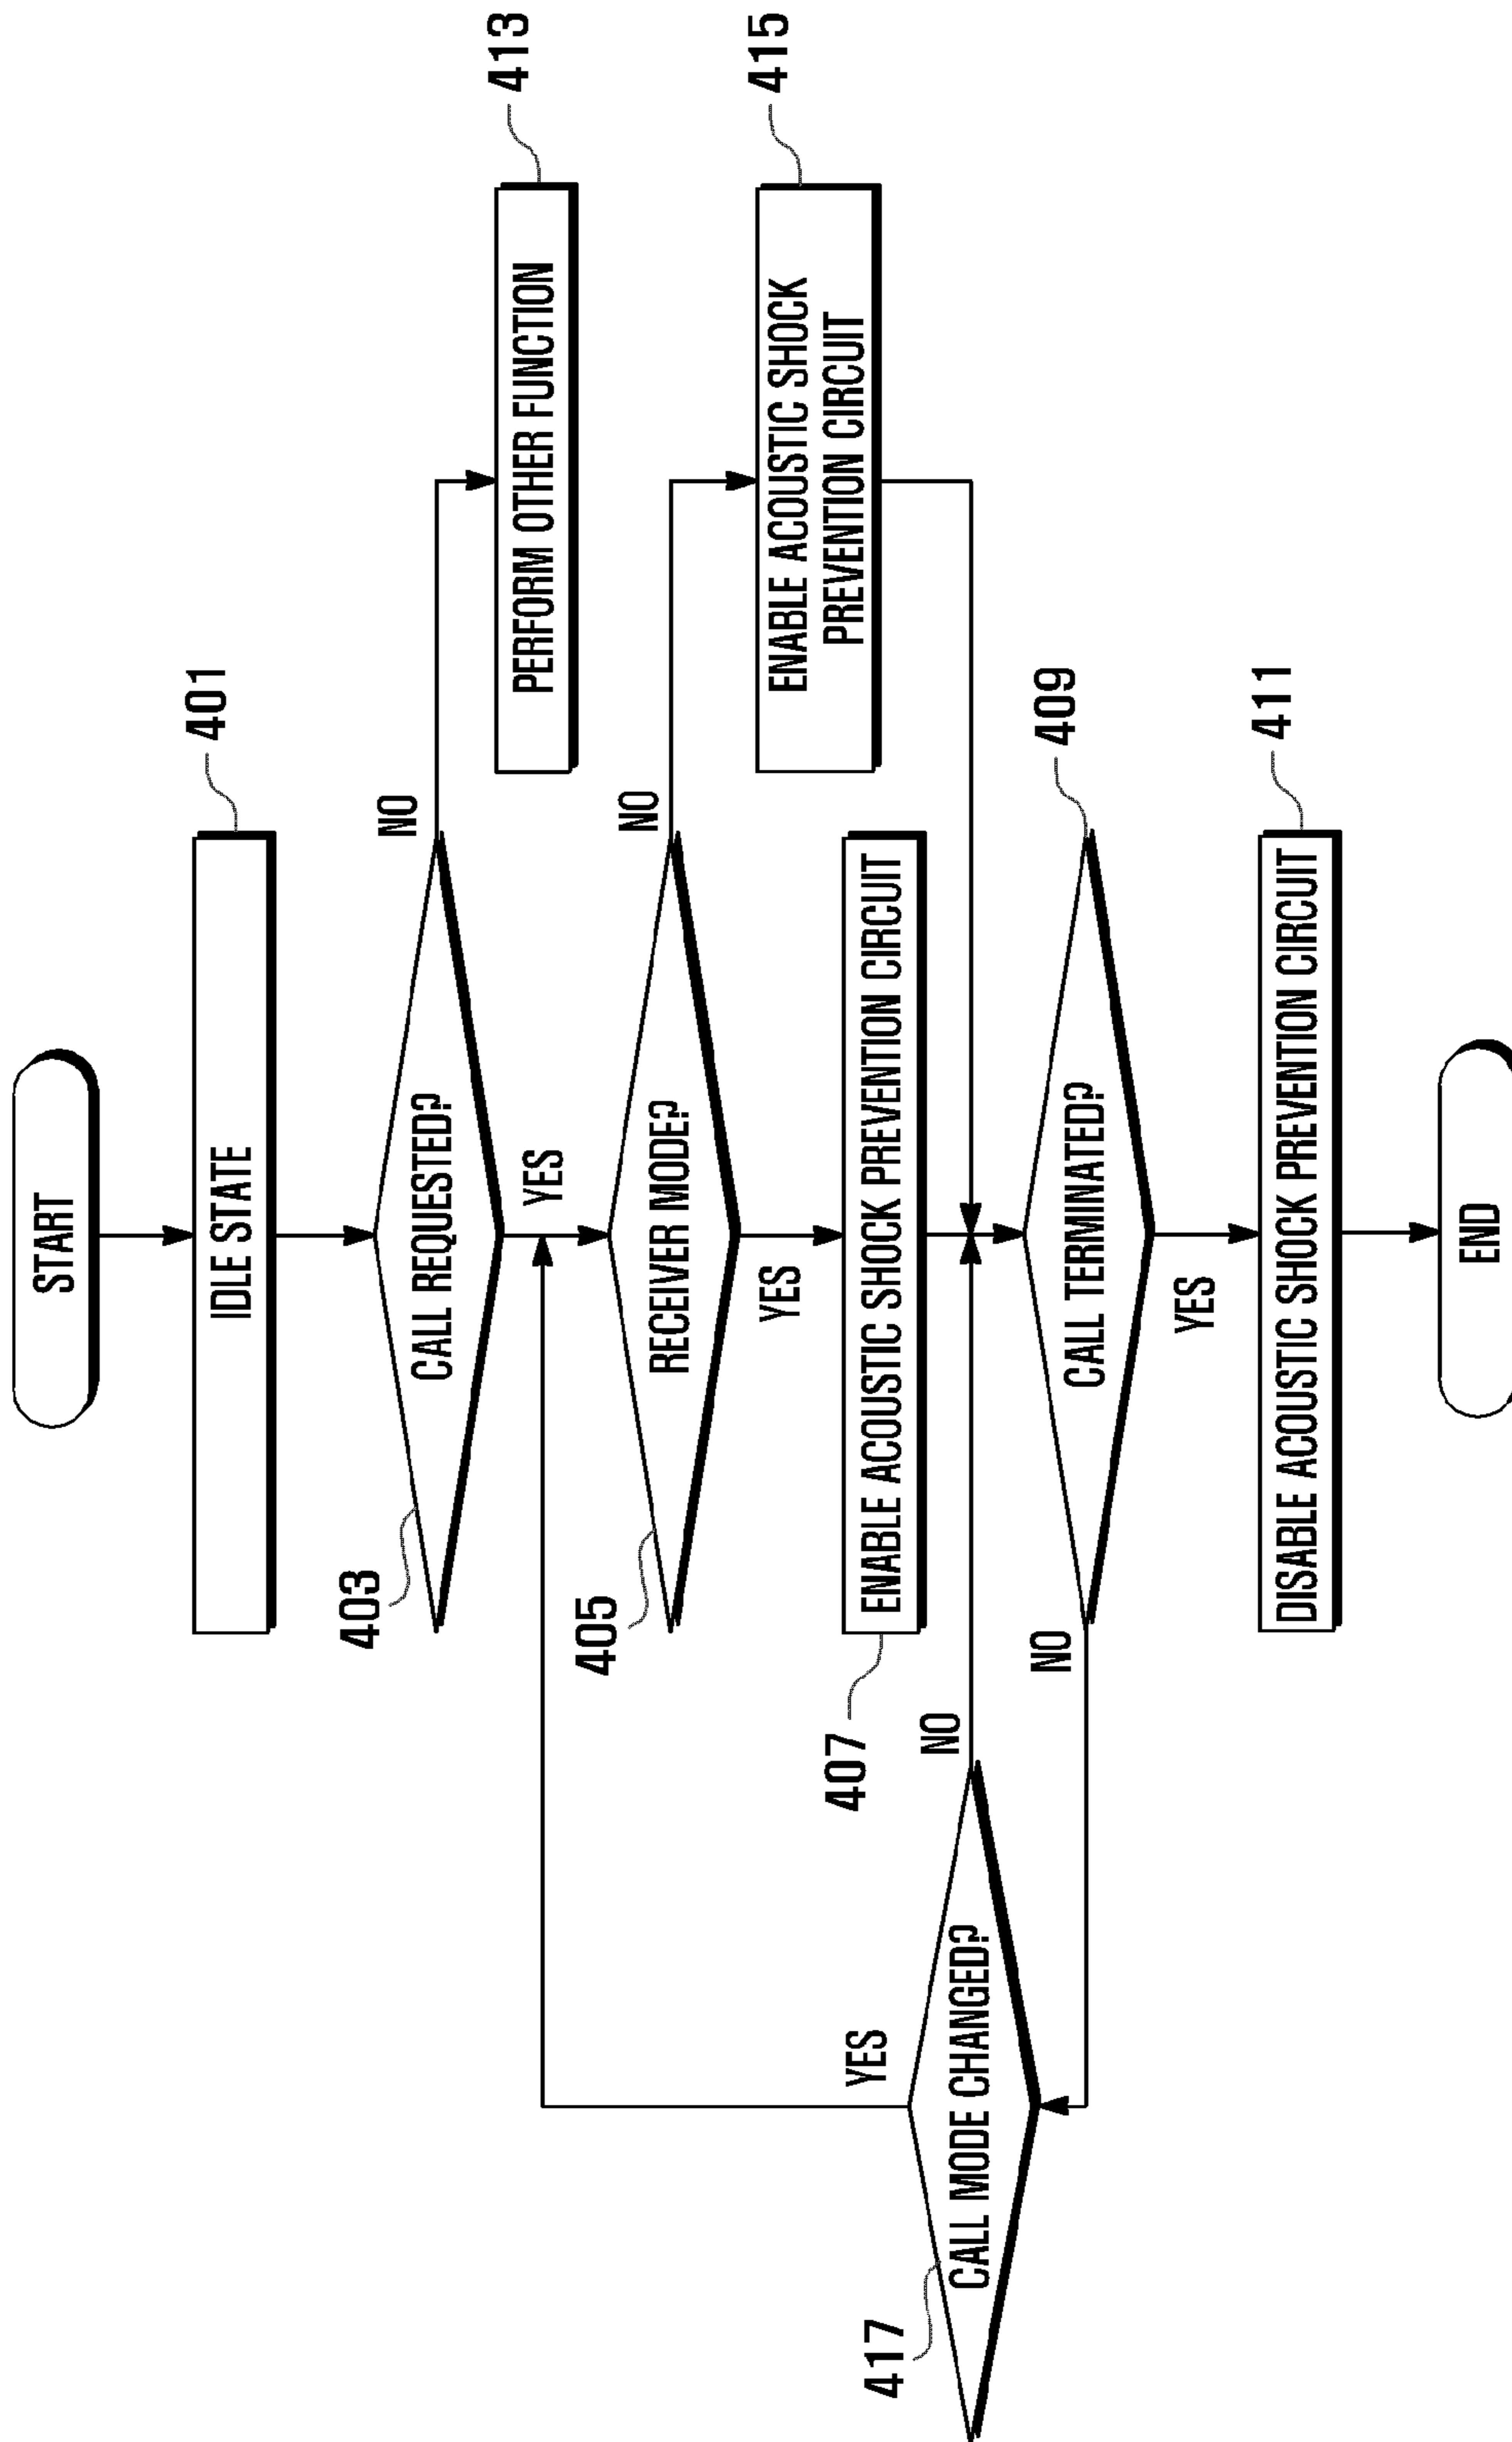 START
IDLE STATE
401
CALL REQUESTED?
403
NO
YES
PERFORM OTHER FUNCTION
413
RECEIVER MODE?
405
NO
YES
ENABLE ACOUSTIC SHOCK
PREVENTION CIRCUIT
415
ENABLE ACOUSTIC SHOCK PREVENTION CIRCUIT
407
CALL MODE CHANGED?
417
YES
NO
CALL TERMINATED?
409
NO
YES
DISABLE ACOUSTIC SHOCK PREVENTION CIRCUIT
411
END